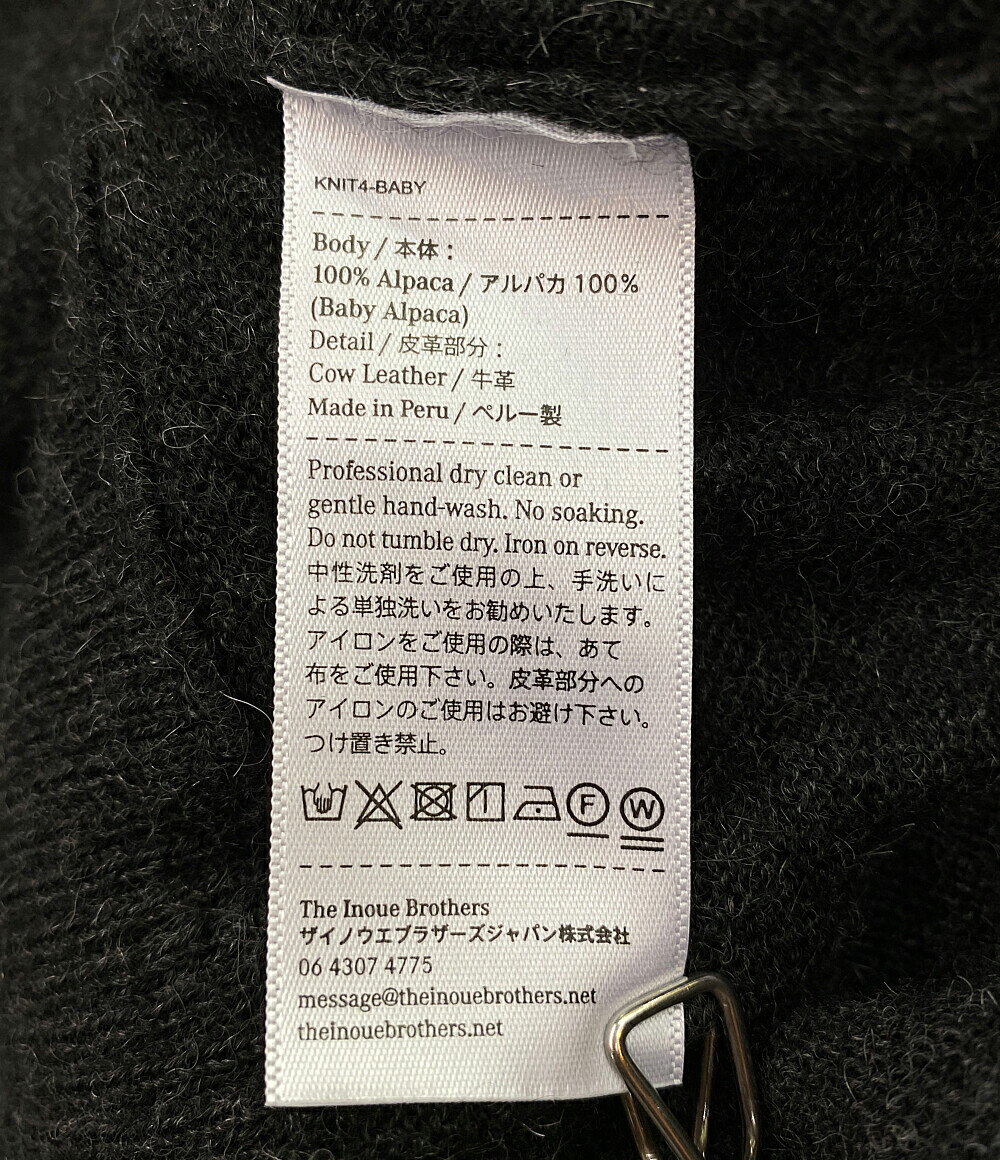 KNIT4-BABY
Body / 本体 :
100% Alpaca / アルパカ 100%
(Baby Alpaca)
Detail / 皮革部分 :
Cow Leather / 牛革
Made in Peru / ペルー製
Professional dry clean or
gentle hand-wash. No soaking.
Do not tumble dry. Iron on reverse.
中性洗剤をご使用の上、手洗いに
よる単独洗いをお勧めいたします。
アイロンをご使用の際は、あて
布をご使用下さい。皮革部分への
アイロンのご使用はお避け下さい。
つけ置き禁止。
F W
The Inoue Brothers
ザイノウエブラザーズジャパン株式会社
06 4307 4775
message@theinouebrothers.net
theinouebrothers.net